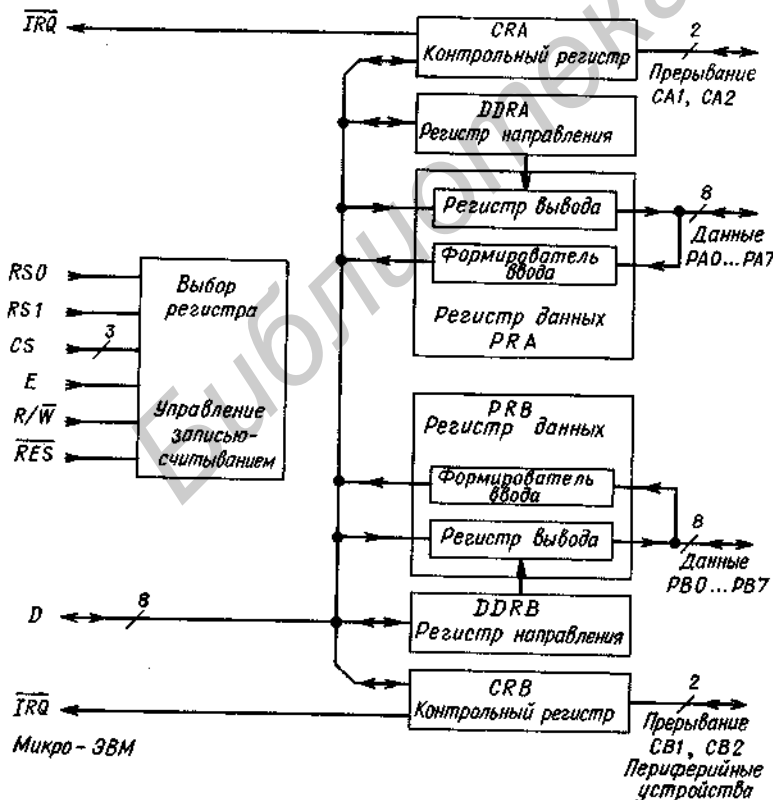 IRQ
CRA
Контрольный регистр
2
Прерывание
CA1, CA2
DDRA
Регистр направления
Регистр вывода
8
Данные
PA0...PA7
Формирователь
ввода
Регистр данных
PRA
RS0
RS1
CS
3
E
R/W
RES
Выбор
регистра
Управление
записью-
считыванием
PRB
Регистр данных
Формирователь
ввода
Регистр вывода
8
Данные
PB0...PB7
D
8
DDRB
Регистр направления
CRB
Контрольный регистр
2
Прерывание
CB1, CB2
Периферийные
устройства
IRQ
Микро-ЭВМ
Библиотека